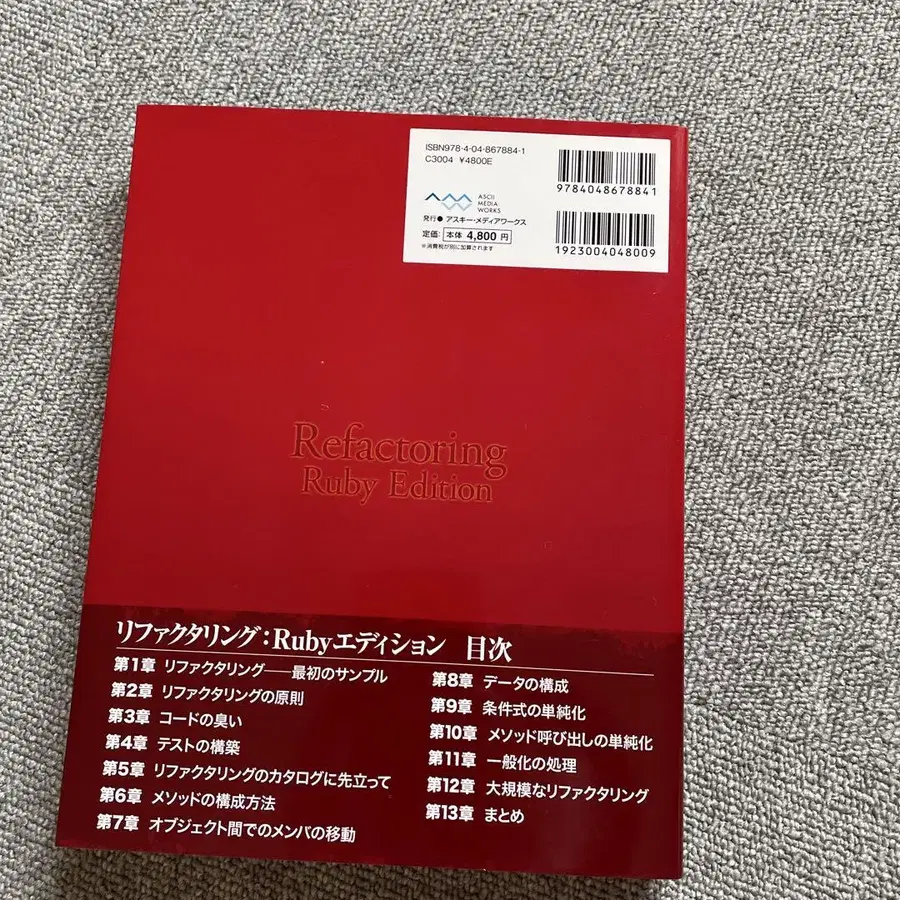 ISBN978-4-04-867884-1
C3004 ¥4800E
9784048678841
ASCII
MEDIA
WORKS
発行● アスキー・メディアワークス
定価: 本体 4,800 円
※消費税が別に加算されます
1923004048009
Refactoring
Ruby Edition
リファクタリング:Rubyエディション 目次
第1章 リファクタリング——最初のサンプル
第2章 リファクタリングの原則
第3章 コードの臭い
第4章 テストの構築
第5章 リファクタリングのカタログに先立って
第6章 メソッドの構成方法
第7章 オブジェクト間でのメンバの移動
第8章 データの構成
第9章 条件式の単純化
第10章 メソッド呼び出しの単純化
第11章 一般化の処理
第12章 大規模なリファクタリング
第13章 まとめ